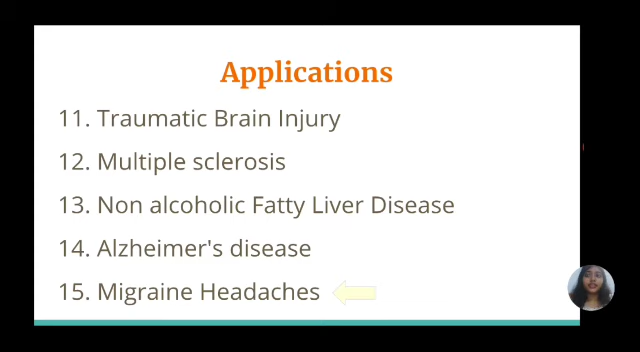 Applications
11. Traumatic Brain Injury
12. Multiple sclerosis
13. Non alcoholic Fatty Liver Disease
14. Alzheimer's disease
15. Migraine Headaches